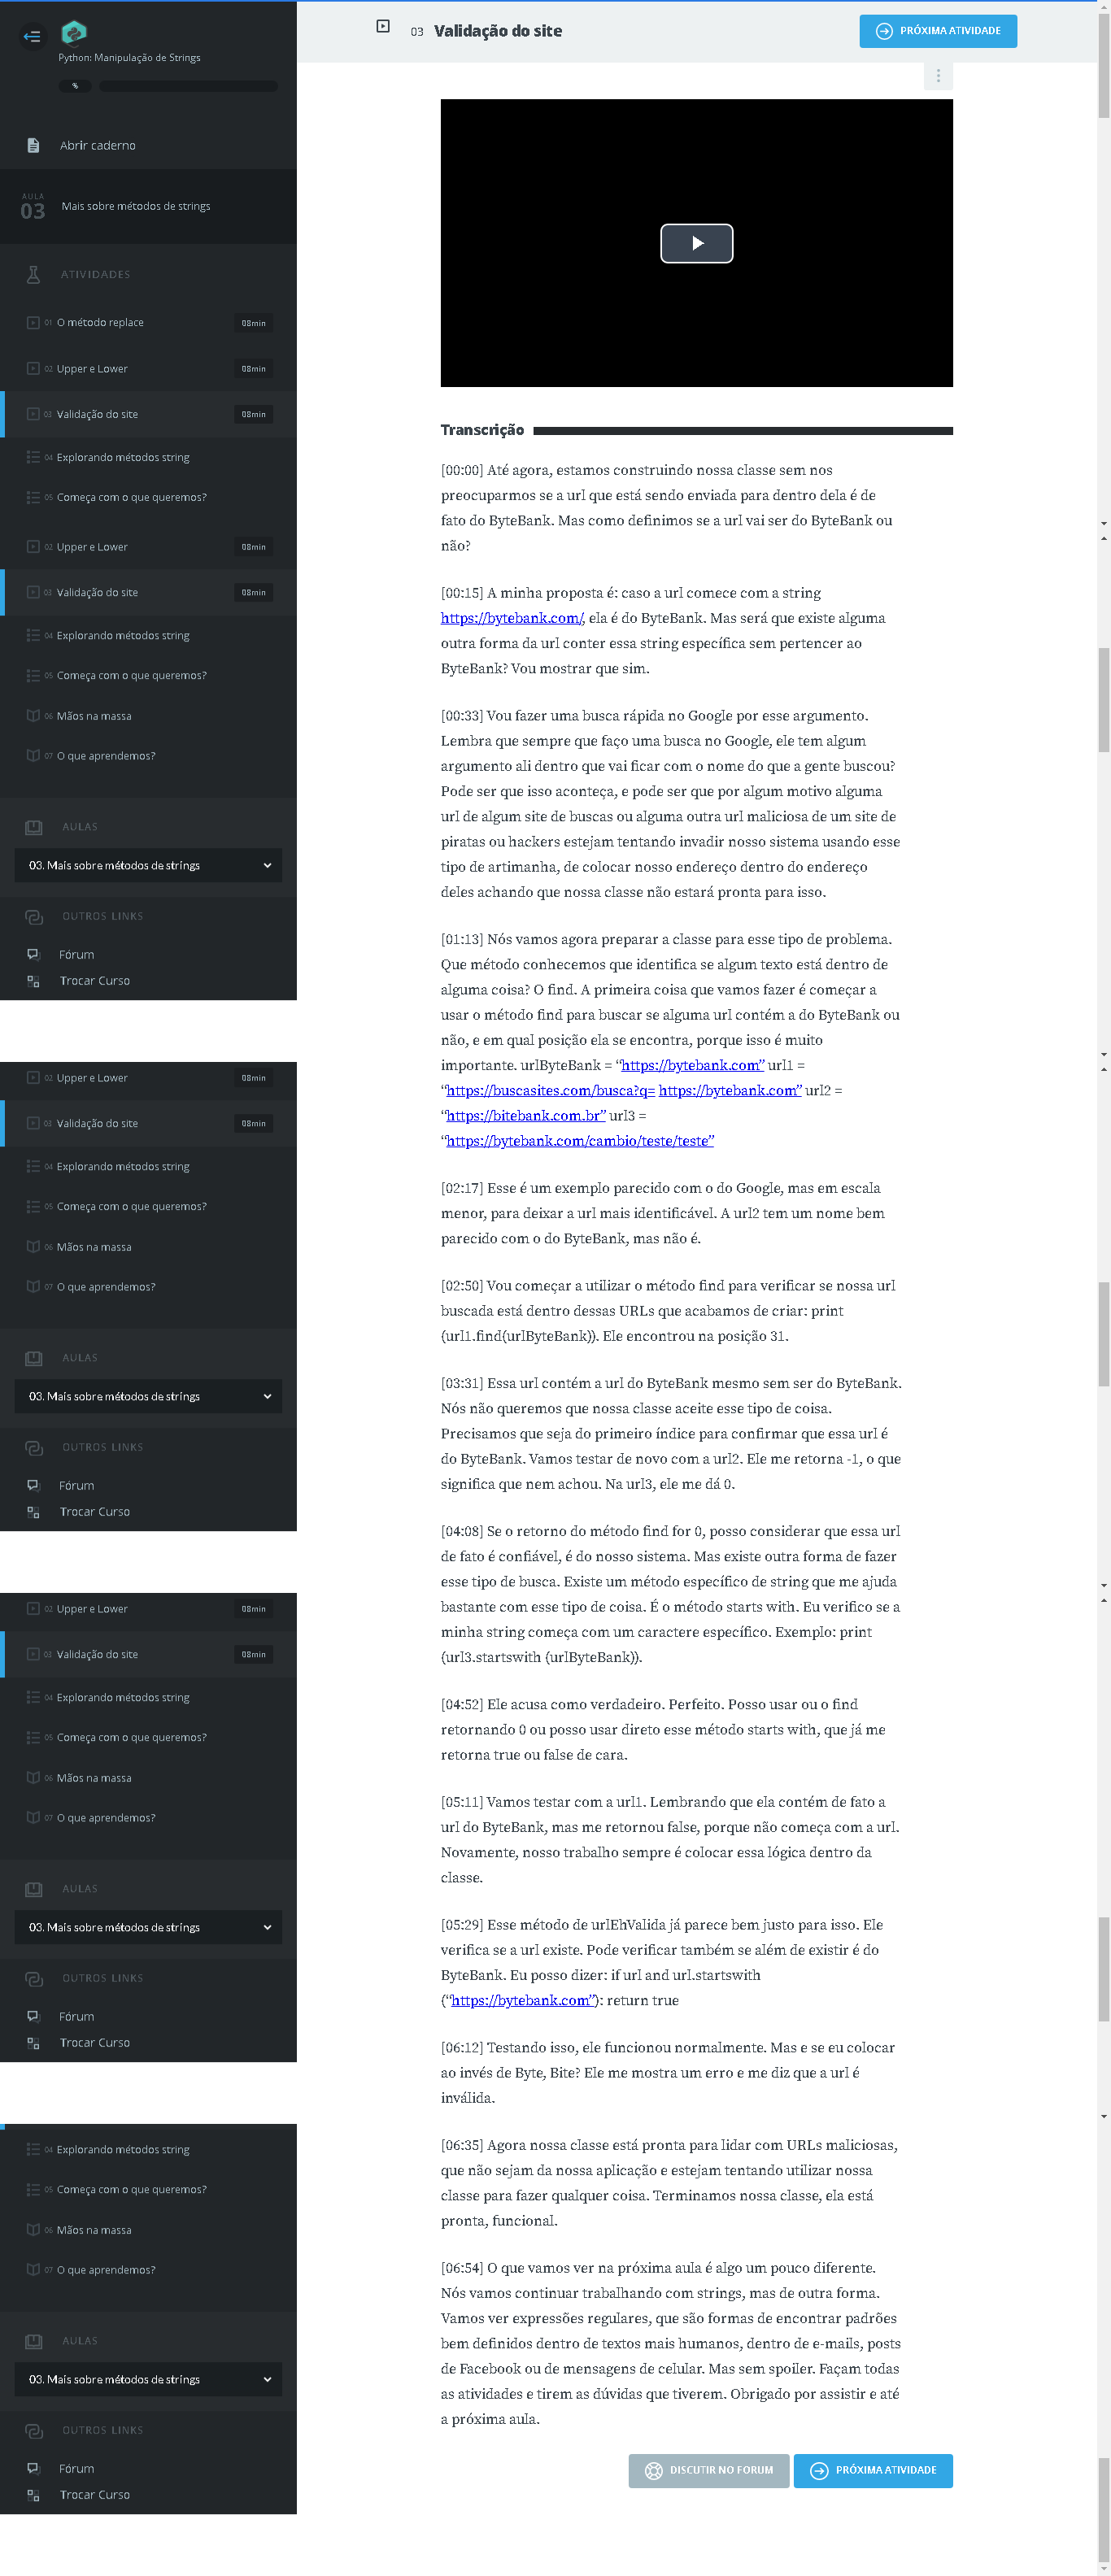 Python: Manipulação de Strings
%
Abrir caderno
AULA
03
Mais sobre métodos de strings
ATIVIDADES
01 O método replace 08min
02 Upper e Lower 08min
03 Validação do site 08min
04 Explorando métodos string
05 Começa com o que queremos?
02 Upper e Lower 08min
03 Validação do site 08min
04 Explorando métodos string
05 Começa com o que queremos?
06 Mãos na massa
07 O que aprendemos?
AULAS
03. Mais sobre métodos de strings
OUTROS LINKS
Fórum
Trocar Curso
02 Upper e Lower 08min
03 Validação do site 08min
04 Explorando métodos string
05 Começa com o que queremos?
06 Mãos na massa
07 O que aprendemos?
AULAS
03. Mais sobre métodos de strings
OUTROS LINKS
Fórum
Trocar Curso
02 Upper e Lower 08min
03 Validação do site 08min
04 Explorando métodos string
05 Começa com o que queremos?
06 Mãos na massa
07 O que aprendemos?
AULAS
03. Mais sobre métodos de strings
OUTROS LINKS
Fórum
Trocar Curso
04 Explorando métodos string
05 Começa com o que queremos?
06 Mãos na massa
07 O que aprendemos?
AULAS
03. Mais sobre métodos de strings
OUTROS LINKS
Fórum
Trocar Curso
03 Validação do site
PRÓXIMA ATIVIDADE
Transcrição
[00:00] Até agora, estamos construindo nossa classe sem nos
preocuparmos se a url que está sendo enviada para dentro dela é de
fato do ByteBank. Mas como definimos se a url vai ser do ByteBank ou
não?
[00:15] A minha proposta é: caso a url comece com a string
https://bytebank.com/, ela é do ByteBank. Mas será que existe alguma
outra forma da url conter essa string específica sem pertencer ao
ByteBank? Vou mostrar que sim.
[00:33] Vou fazer uma busca rápida no Google por esse argumento.
Lembra que sempre que faço uma busca no Google, ele tem algum
argumento ali dentro que vai ficar com o nome do que a gente buscou?
Pode ser que isso aconteça, e pode ser que por algum motivo alguma
url de algum site de buscas ou alguma outra url maliciosa de um site de
piratas ou hackers estejam tentando invadir nosso sistema usando esse
tipo de artimanha, de colocar nosso endereço dentro do endereço
deles achando que nossa classe não estará pronta para isso.
[01:13] Nós vamos agora preparar a classe para esse tipo de problema.
Que método conhecemos que identifica se algum texto está dentro de
alguma coisa? O find. A primeira coisa que vamos fazer é começar a
usar o método find para buscar se alguma url contém a do ByteBank ou
não, e em qual posição ela se encontra, porque isso é muito
importante. urlByteBank = “https://bytebank.com” url1 =
“https://buscasites.com/busca?q= https://bytebank.com” url2 =
“https://bitebank.com.br” url3 =
“https://bytebank.com/cambio/teste/teste”
[02:17] Esse é um exemplo parecido com o do Google, mas em escala
menor, para deixar a url mais identificável. A url2 tem um nome bem
parecido com o do ByteBank, mas não é.
[02:50] Vou começar a utilizar o método find para verificar se nossa url
buscada está dentro dessas URLs que acabamos de criar: print
(url1.find(urlByteBank)). Ele encontrou na posição 31.
[03:31] Essa url contém a url do ByteBank mesmo sem ser do ByteBank.
Nós não queremos que nossa classe aceite esse tipo de coisa.
Precisamos que seja do primeiro índice para confirmar que essa url é
do ByteBank. Vamos testar de novo com a url2. Ele me retorna -1, o que
significa que nem achou. Na url3, ele me dá 0.
[04:08] Se o retorno do método find for 0, posso considerar que essa url
de fato é confiável, é do nosso sistema. Mas existe outra forma de fazer
esse tipo de busca. Existe um método específico de string que me ajuda
bastante com esse tipo de coisa. É o método starts with. Eu verifico se a
minha string começa com um caractere específico. Exemplo: print
(url3.startswith (urlByteBank)).
[04:52] Ele acusa como verdadeiro. Perfeito. Posso usar ou o find
retornando 0 ou posso usar direto esse método starts with, que já me
retorna true ou false de cara.
[05:11] Vamos testar com a url1. Lembrando que ela contém de fato a
url do ByteBank, mas me retornou false, porque não começa com a url.
Novamente, nosso trabalho sempre é colocar essa lógica dentro da
classe.
[05:29] Esse método de urlEhValida já parece bem justo para isso. Ele
verifica se a url existe. Pode verificar também se além de existir é do
ByteBank. Eu posso dizer: if url and url.startswith
(“https://bytebank.com”): return true
[06:12] Testando isso, ele funcionou normalmente. Mas e se eu colocar
ao invés de Byte, Bite? Ele me mostra um erro e me diz que a url é
inválida.
[06:35] Agora nossa classe está pronta para lidar com URLs maliciosas,
que não sejam da nossa aplicação e estejam tentando utilizar nossa
classe para fazer qualquer coisa. Terminamos nossa classe, ela está
pronta, funcional.
[06:54] O que vamos ver na próxima aula é algo um pouco diferente.
Nós vamos continuar trabalhando com strings, mas de outra forma.
Vamos ver expressões regulares, que são formas de encontrar padrões
bem definidos dentro de textos mais humanos, dentro de e-mails, posts
de Facebook ou de mensagens de celular. Mas sem spoiler. Façam todas
as atividades e tirem as dúvidas que tiverem. Obrigado por assistir e até
a próxima aula.
DISCUTIR NO FORUM
PRÓXIMA ATIVIDADE